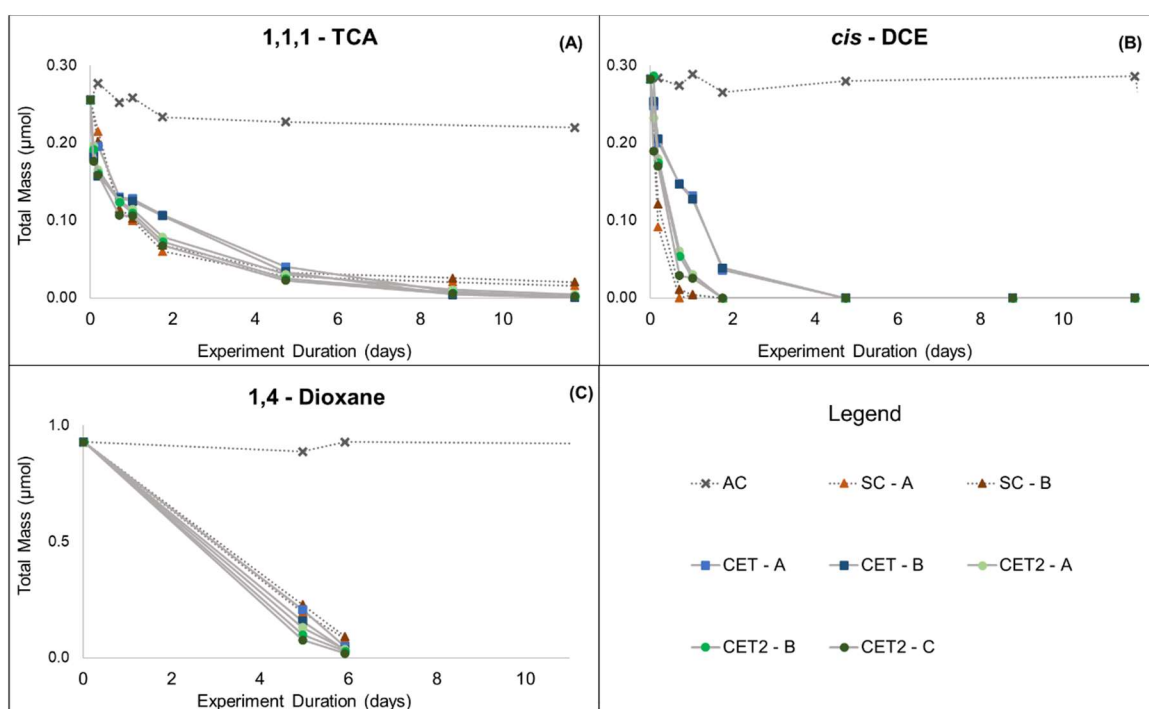 1,1,1 - TCA
(A)
Total Mass (µmol)
0.30
0.20
0.10
0.00
0 2 4 6 8 10
Experiment Duration (days)
cis - DCE
(B)
Total Mass (µmol)
0.30
0.20
0.10
0.00
0 2 4 6 8 10
Experiment Duration (days)
1,4 - Dioxane
(C)
Total Mass (µmol)
1.0
0.5
0.0
0 2 4 6 8 10
Experiment Duration (days)
Legend
AC SC - A SC - B
CET - A CET - B CET2 - A
CET2 - B CET2 - C